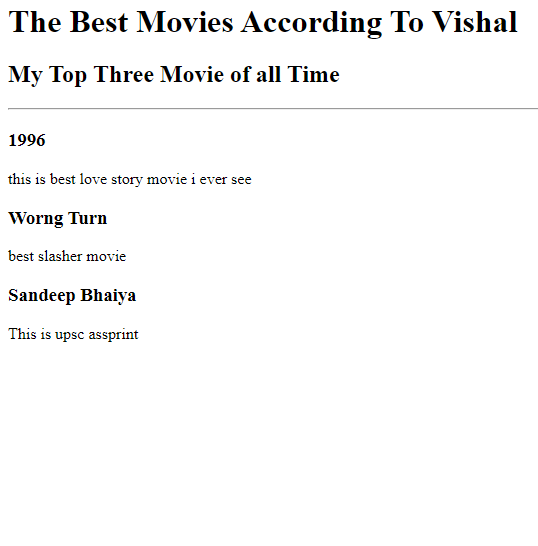 The Best Movies According To Vishal
My Top Three Movie of all Time
1996
this is best love story movie i ever see
Worng Turn
best slasher movie
Sandeep Bhaiya
This is upsc assprint